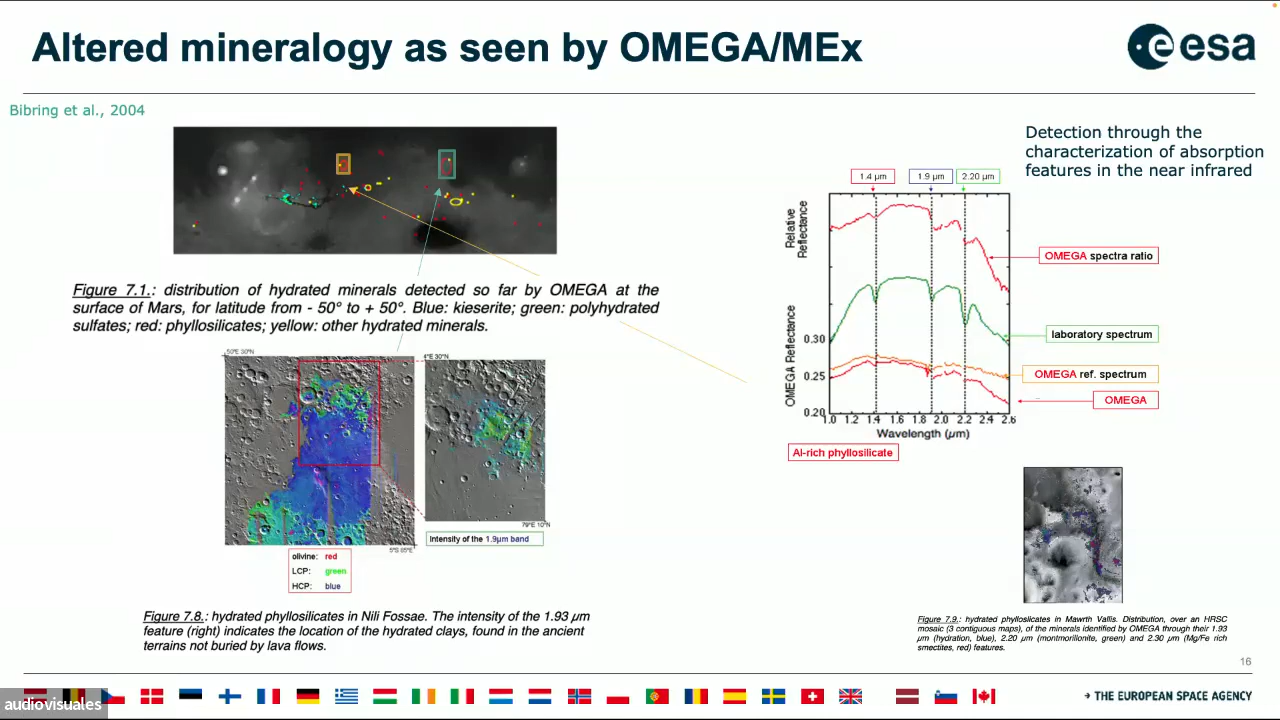 Altered mineralogy as seen by OMEGA/MEx
esa
Bibring et al., 2004
Figure 7.1.: distribution of hydrated minerals detected so far by OMEGA at the
surface of Mars, for latitude from - 50° to + 50°. Blue: kieserite; green: polyhydrated
sulfates; red: phyllosilicates; yellow: other hydrated minerals.
Intensity of the 1.9µm band
olivine: red
LCP: green
HCP: blue
Figure 7.8.: hydrated phyllosilicates in Nili Fossae. The intensity of the 1.93 µm
feature (right) indicates the location of the hydrated clays, found in the ancient
terrains not buried by lava flows.
Detection through the
characterization of absorption
features in the near infrared
1.4 µm
1.9 µm
2.20 µm
Relative
Reflectance
OMEGA Reflectance
0.30
0.25
0.20
1.0 1.2 1.4 1.6 1.8 2.0 2.2 2.4 2.6
Wavelength (µm)
OMEGA spectra ratio
laboratory spectrum
OMEGA ref. spectrum
OMEGA
Al-rich phyllosilicate
Figure 7.9.: hydrated phyllosilicates in Mawrth Vallis. Distribution, over an HRSC
mosaic (3 contiguous maps), of the minerals identified by OMEGA through their 1.93
µm (hydration, blue), 2.20 µm (montmorillonite, green) and 2.30 µm (Mg/Fe rich
smectites, red) features.
16
→ THE EUROPEAN SPACE AGENCY
audiovisuales